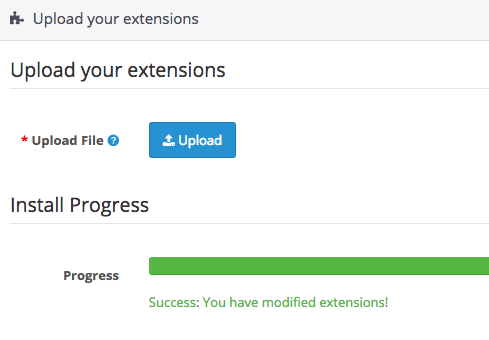 Upload your extensions
Upload your extensions
* Upload File ?
Upload
Install Progress
Progress
Success: You have modified extensions!